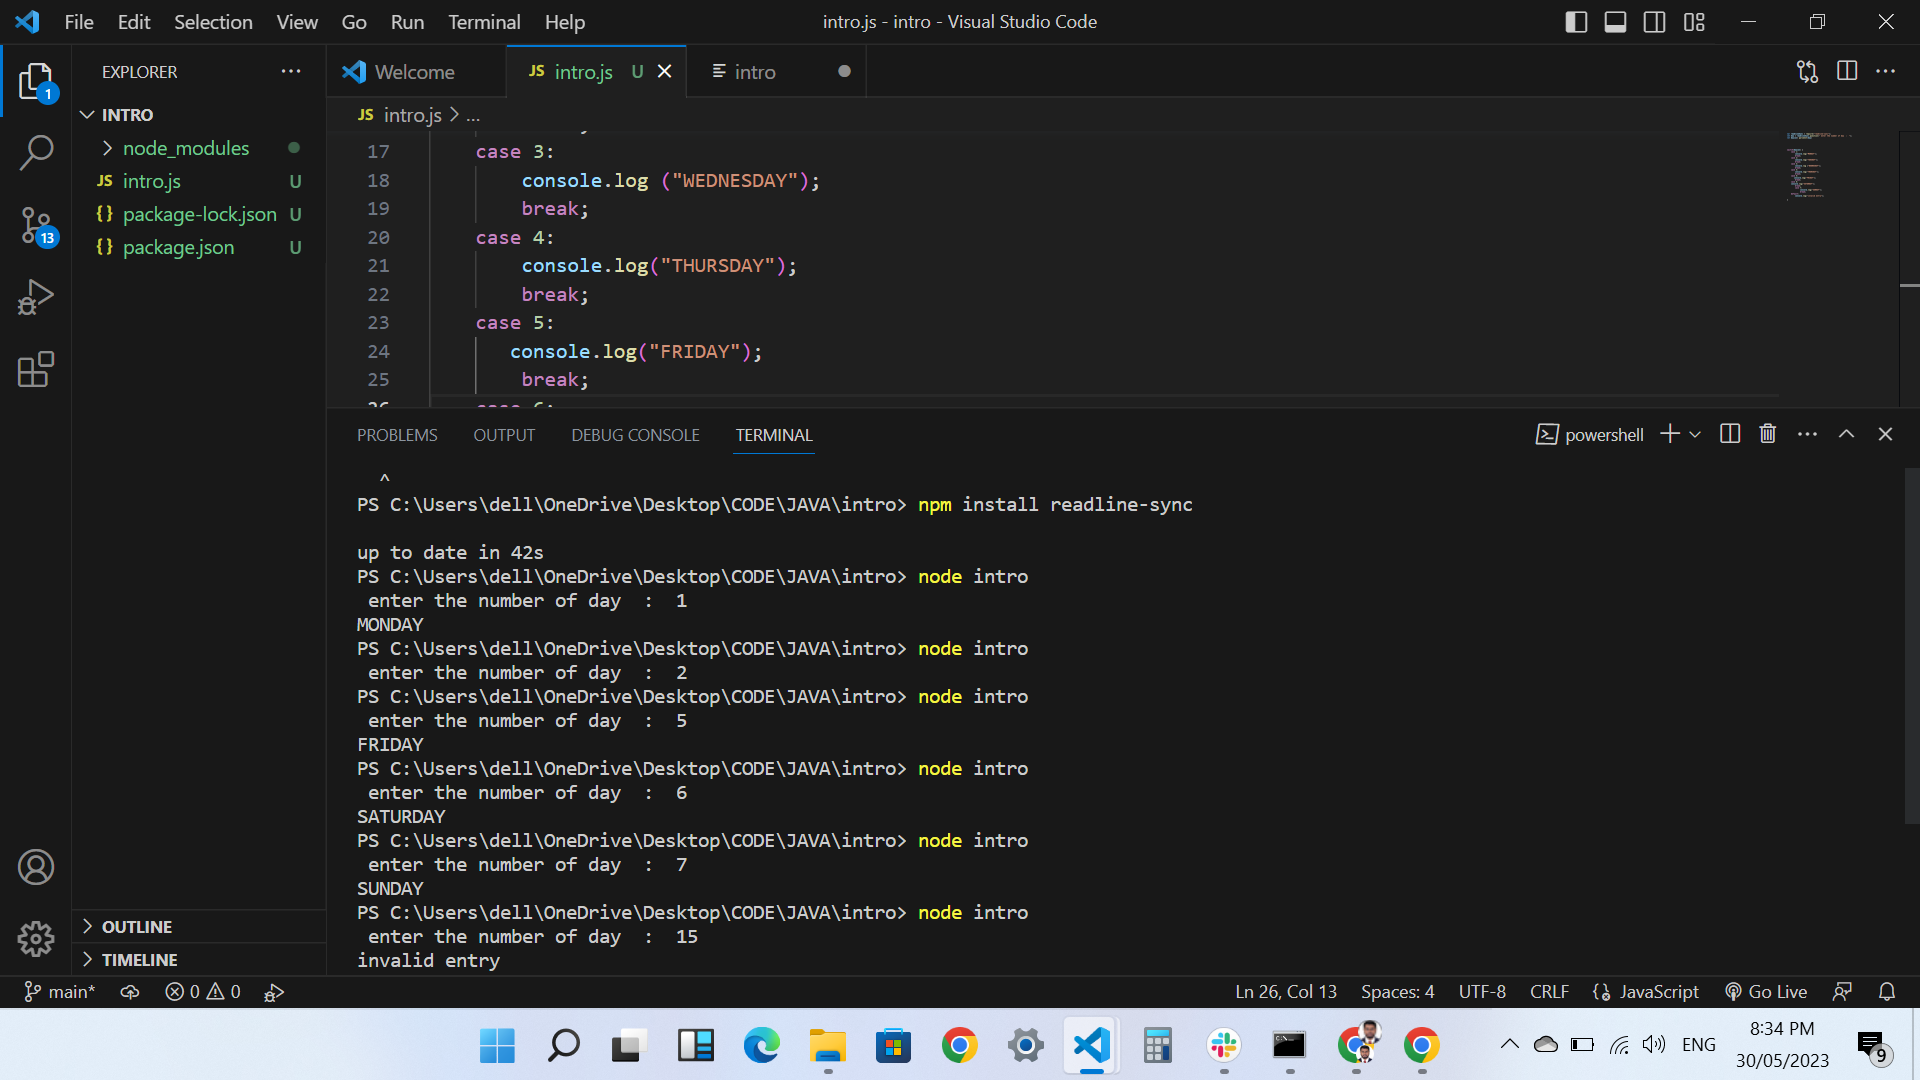 File Edit Selection View Go Run Terminal Help
intro.js - intro - Visual Studio Code
EXPLORER
INTRO
node_modules
JS intro.js U
{} package-lock.json U
{} package.json U
OUTLINE
TIMELINE
1
13
Welcome
JS intro.js U
intro
JS intro.js > ...
17 case 3:
18 console.log ("WEDNESDAY");
19 break;
20 case 4:
21 console.log("THURSDAY");
22 break;
23 case 5:
24 console.log("FRIDAY");
25 break;
26 case 6:
PROBLEMS OUTPUT DEBUG CONSOLE TERMINAL
powershell
^
PS C:\Users\dell\OneDrive\Desktop\CODE\JAVA\intro> npm install readline-sync
up to date in 42s
PS C:\Users\dell\OneDrive\Desktop\CODE\JAVA\intro> node intro
enter the number of day : 1
MONDAY
PS C:\Users\dell\OneDrive\Desktop\CODE\JAVA\intro> node intro
enter the number of day : 2
PS C:\Users\dell\OneDrive\Desktop\CODE\JAVA\intro> node intro
enter the number of day : 5
FRIDAY
PS C:\Users\dell\OneDrive\Desktop\CODE\JAVA\intro> node intro
enter the number of day : 6
SATURDAY
PS C:\Users\dell\OneDrive\Desktop\CODE\JAVA\intro> node intro
enter the number of day : 7
SUNDAY
PS C:\Users\dell\OneDrive\Desktop\CODE\JAVA\intro> node intro
enter the number of day : 15
invalid entry
main* 0 0
Ln 26, Col 13 Spaces: 4 UTF-8 CRLF JavaScript Go Live
ENG
8:34 PM
30/05/2023
9